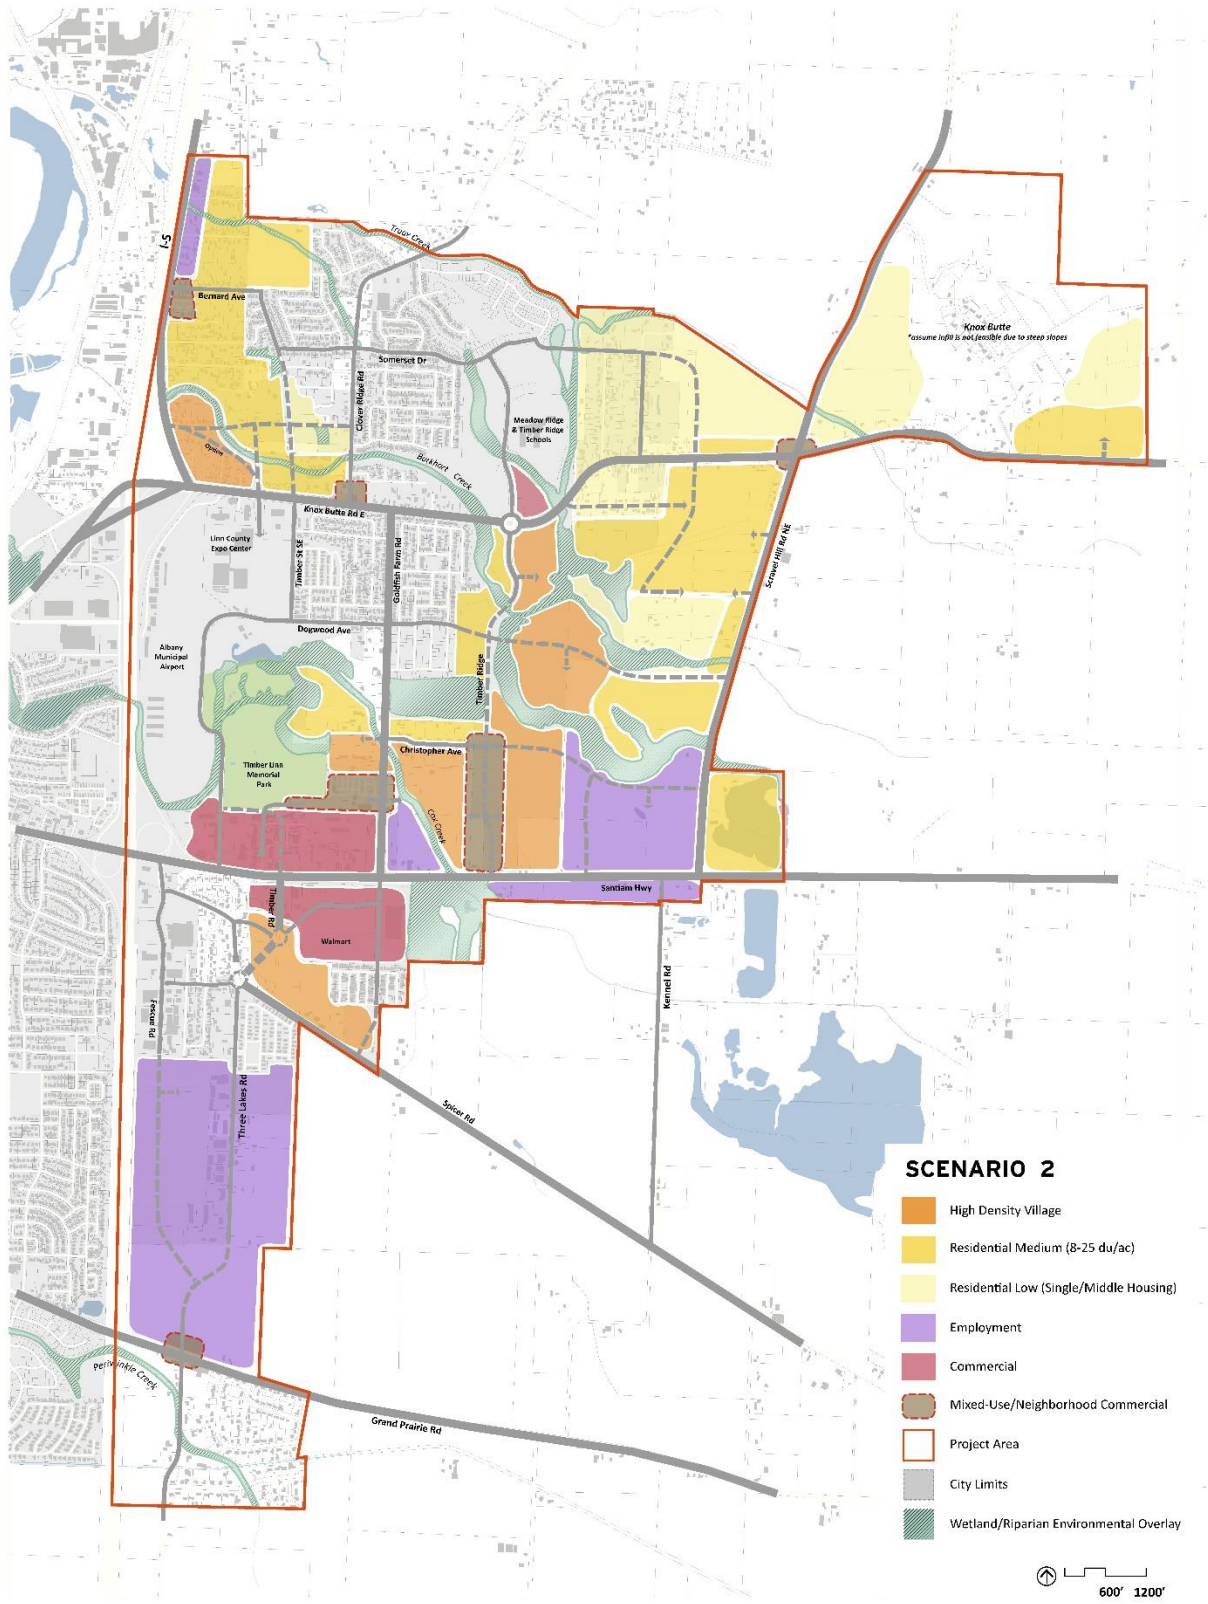 I-5
Truax Creek
Bernard Ave
Knox Butte
*assume infill is not feasible due to steep slopes
Somerset Dr
Clover Ridge Rd
Meadow Ridge
& Timber Ridge
Schools
Option
Burkhart Creek
Knox Butte Rd E
Linn County
Expo Center
Timber St SE
Goldfish Farm Rd
Scravel Hill Rd NE
Dogwood Ave
Albany
Municipal
Airport
Timber Ridge
Christopher Ave
Timber Linn
Memorial
Park
Cox Creek
Santiam Hwy
Timber Rd
Walmart
Kennel Rd
Fescue Rd
Three Lakes Rd
Spicer Rd
Periwinkle Creek
Grand Prairie Rd
SCENARIO 2
High Density Village
Residential Medium (8-25 du/ac)
Residential Low (Single/Middle Housing)
Employment
Commercial
Mixed-Use/Neighborhood Commercial
Project Area
City Limits
Wetland/Riparian Environmental Overlay
600' 1200'